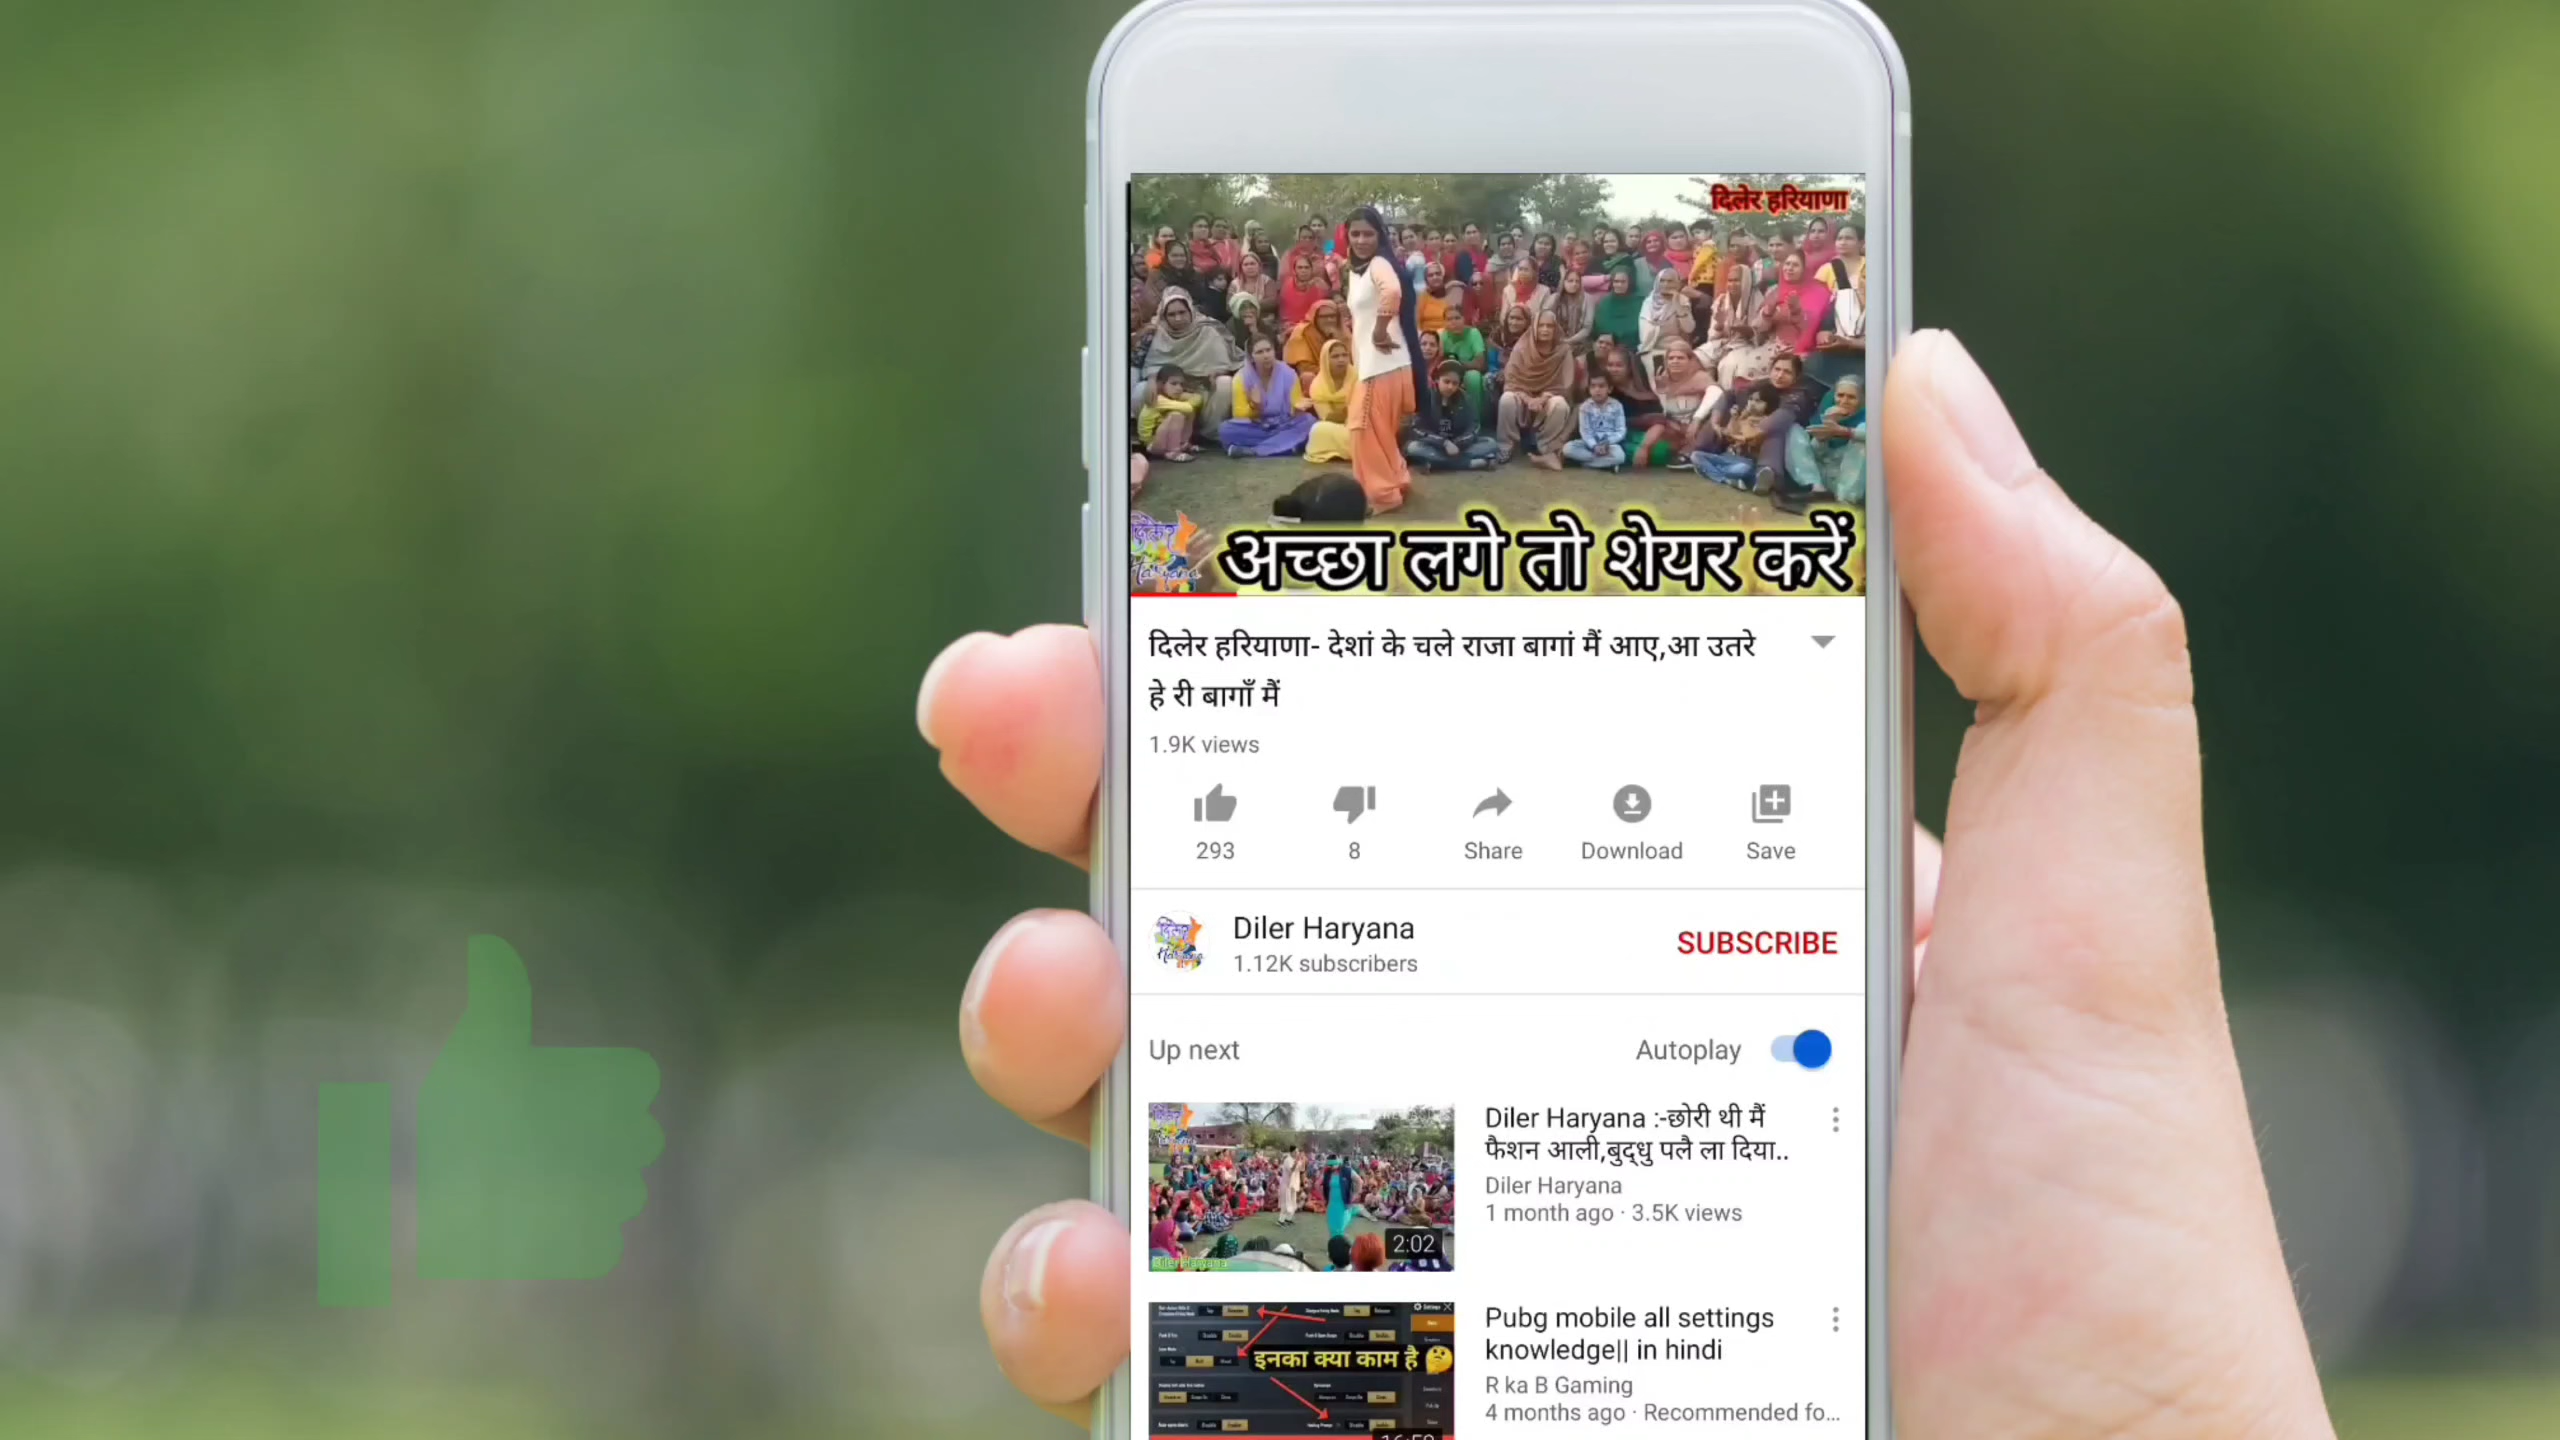 दिलेर हरियाणा
अच्छा लगे तो शेयर करें
दिलेर हरियाणा- देशां के चले राजा बागां मैं आए,आ उतरे
हे री बागाँ मैं
1.9K views
293
8
Share
Download
Save
Diler Haryana
1.12K subscribers
SUBSCRIBE
Up next
Autoplay
Diler Haryana :-छोरी थी मैं
फैशन आली,बुद्धु पलै ला दिया..
Diler Haryana
1 month ago · 3.5K views
2:02
Diler Haryana
Pubg mobile all settings
knowledge|| in hindi
R ka B Gaming
4 months ago · Recommended fo...
इनका क्या काम है